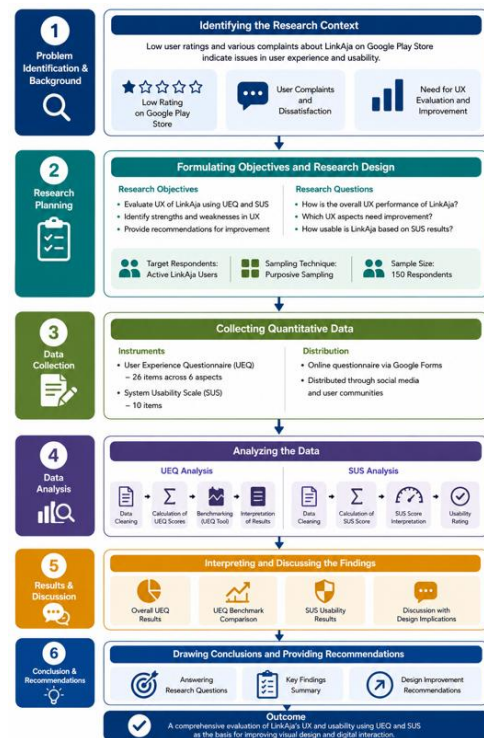 1
Problem
Identification &
Background
Identifying the Research Context
Low user ratings and various complaints about LinkAja on Google Play Store
indicate issues in user experience and usability.
Low Rating
on Google Play
Store
User Complaints
and
Dissatisfaction
Need for UX
Evaluation and
Improvement
2
Research
Planning
Formulating Objectives and Research Design
Research Objectives
• Evaluate UX of LinkAja using UEQ and SUS
• Identify strengths and weaknesses in UX
• Provide recommendations for improvement
Research Questions
• How is the overall UX performance of LinkAja?
• Which UX aspects need improvement?
• How usable is LinkAja based on SUS results?
Target Respondents:
Active LinkAja Users
Sampling Technique:
Purposive Sampling
Sample Size:
150 Respondents
3
Data
Collection
Collecting Quantitative Data
Instruments
• User Experience Questionnaire (UEQ)
– 26 items across 6 aspects
• System Usability Scale (SUS)
– 10 items
Distribution
• Online questionnaire via Google Forms
• Distributed through social media
and user communities
4
Data
Analysis
Analyzing the Data
UEQ Analysis
Data
Cleaning
Calculation of
UEQ Scores
Benchmarking
(UEQ Tool)
Interpretation
of Results
SUS Analysis
Data
Cleaning
Calculation of
SUS Score
SUS Score
Interpretation
Usability
Rating
5
Results &
Discussion
Interpreting and Discussing the Findings
Overall UEQ
Results
UEQ Benchmark
Comparison
SUS Usability
Results
Discussion with
Design Implications
6
Conclusion &
Recommendations
Drawing Conclusions and Providing Recommendations
Answering
Research Questions
Key Findings
Summary
Design Improvement
Recommendations
Outcome
A comprehensive evaluation of LinkAja's UX and usability using UEQ and SUS
as the basis for improving visual design and digital interaction.